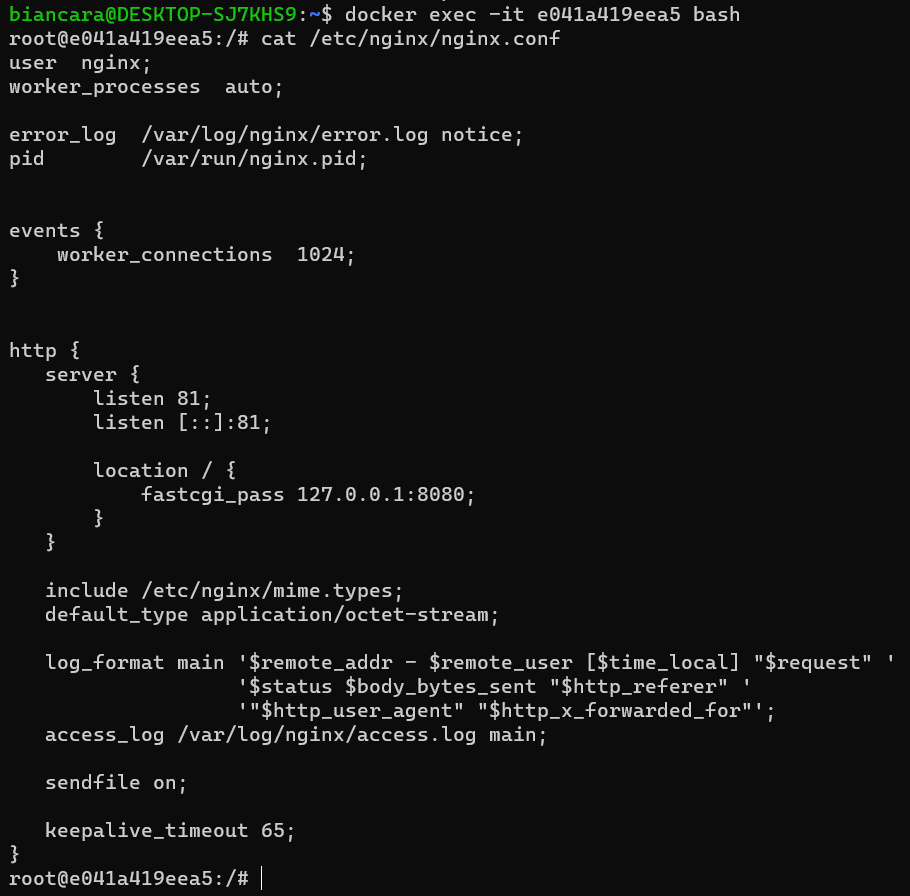 biancara@DESKTOP-SJ7KHS9:~$ docker exec -it e041a419eea5 bash
root@e041a419eea5:/# cat /etc/nginx/nginx.conf
user  nginx;
worker_processes  auto;

error_log  /var/log/nginx/error.log notice;
pid        /var/run/nginx.pid;


events {
    worker_connections  1024;
}


http {
   server {
       listen 81;
       listen [::]:81;

       location / {
           fastcgi_pass 127.0.0.1:8080;
       }
   }

   include /etc/nginx/mime.types;
   default_type application/octet-stream;

   log_format main '$remote_addr - $remote_user [$time_local] "$request" '
                   '$status $body_bytes_sent "$http_referer" '
                   '"$http_user_agent" "$http_x_forwarded_for"';
   access_log /var/log/nginx/access.log main;

   sendfile on;

   keepalive_timeout 65;
}
root@e041a419eea5:/#